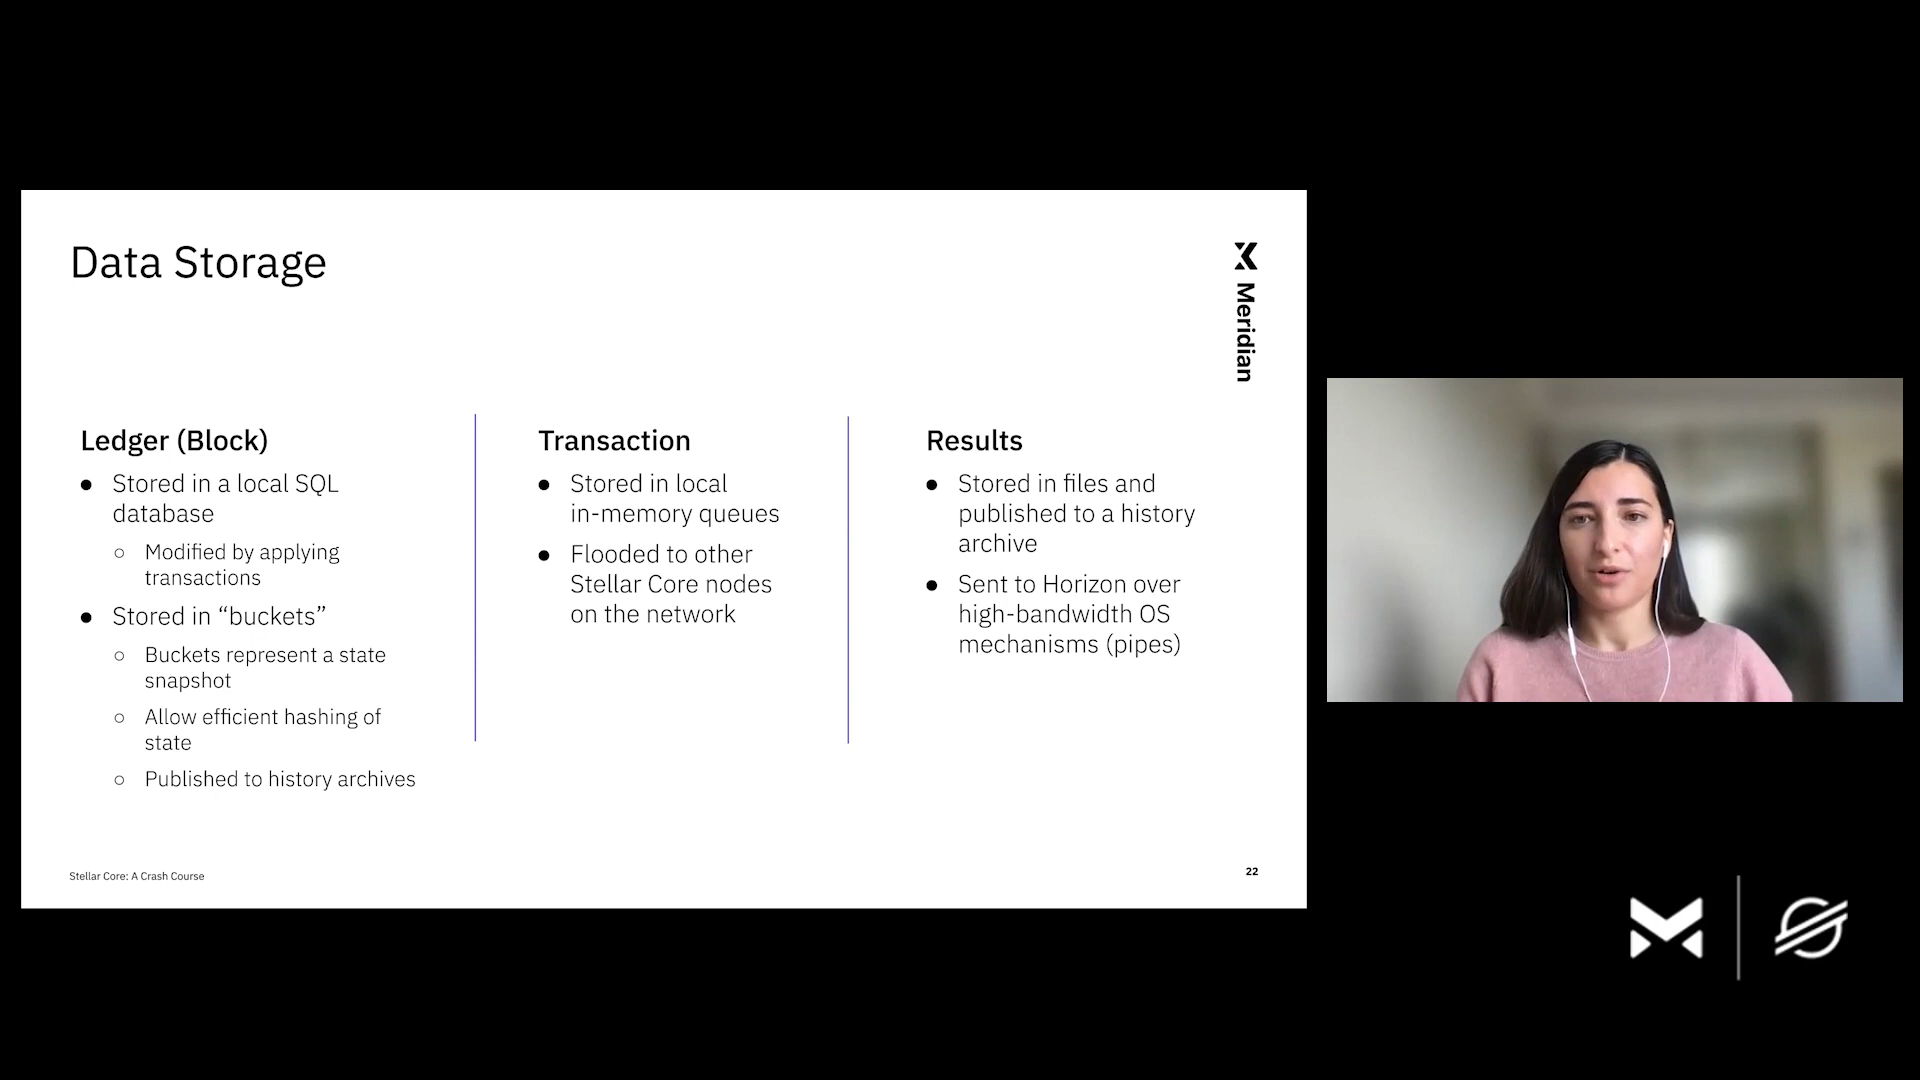 Data Storage
Meridian
Ledger (Block)
● Stored in a local SQL
database
○ Modified by applying
transactions
● Stored in “buckets”
○ Buckets represent a state
snapshot
○ Allow efficient hashing of
state
○ Published to history archives
Transaction
● Stored in local
in-memory queues
● Flooded to other
Stellar Core nodes
on the network
Results
● Stored in files and
published to a history
archive
● Sent to Horizon over
high-bandwidth OS
mechanisms (pipes)
Stellar Core: A Crash Course
22